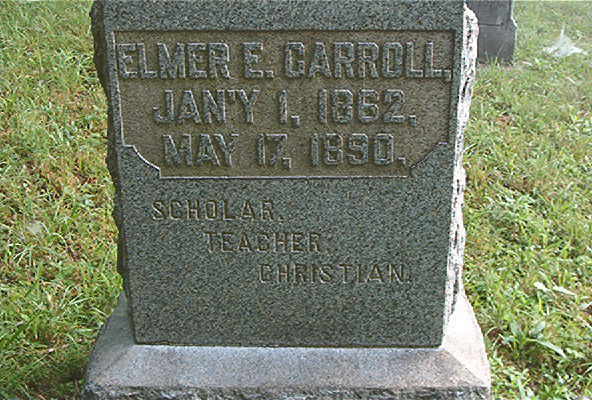 ELMER E. CARROLL,
JAN'Y 1, 1862.
MAY 17, 1890.
SCHOLAR,
TEACHER,
CHRISTIAN.